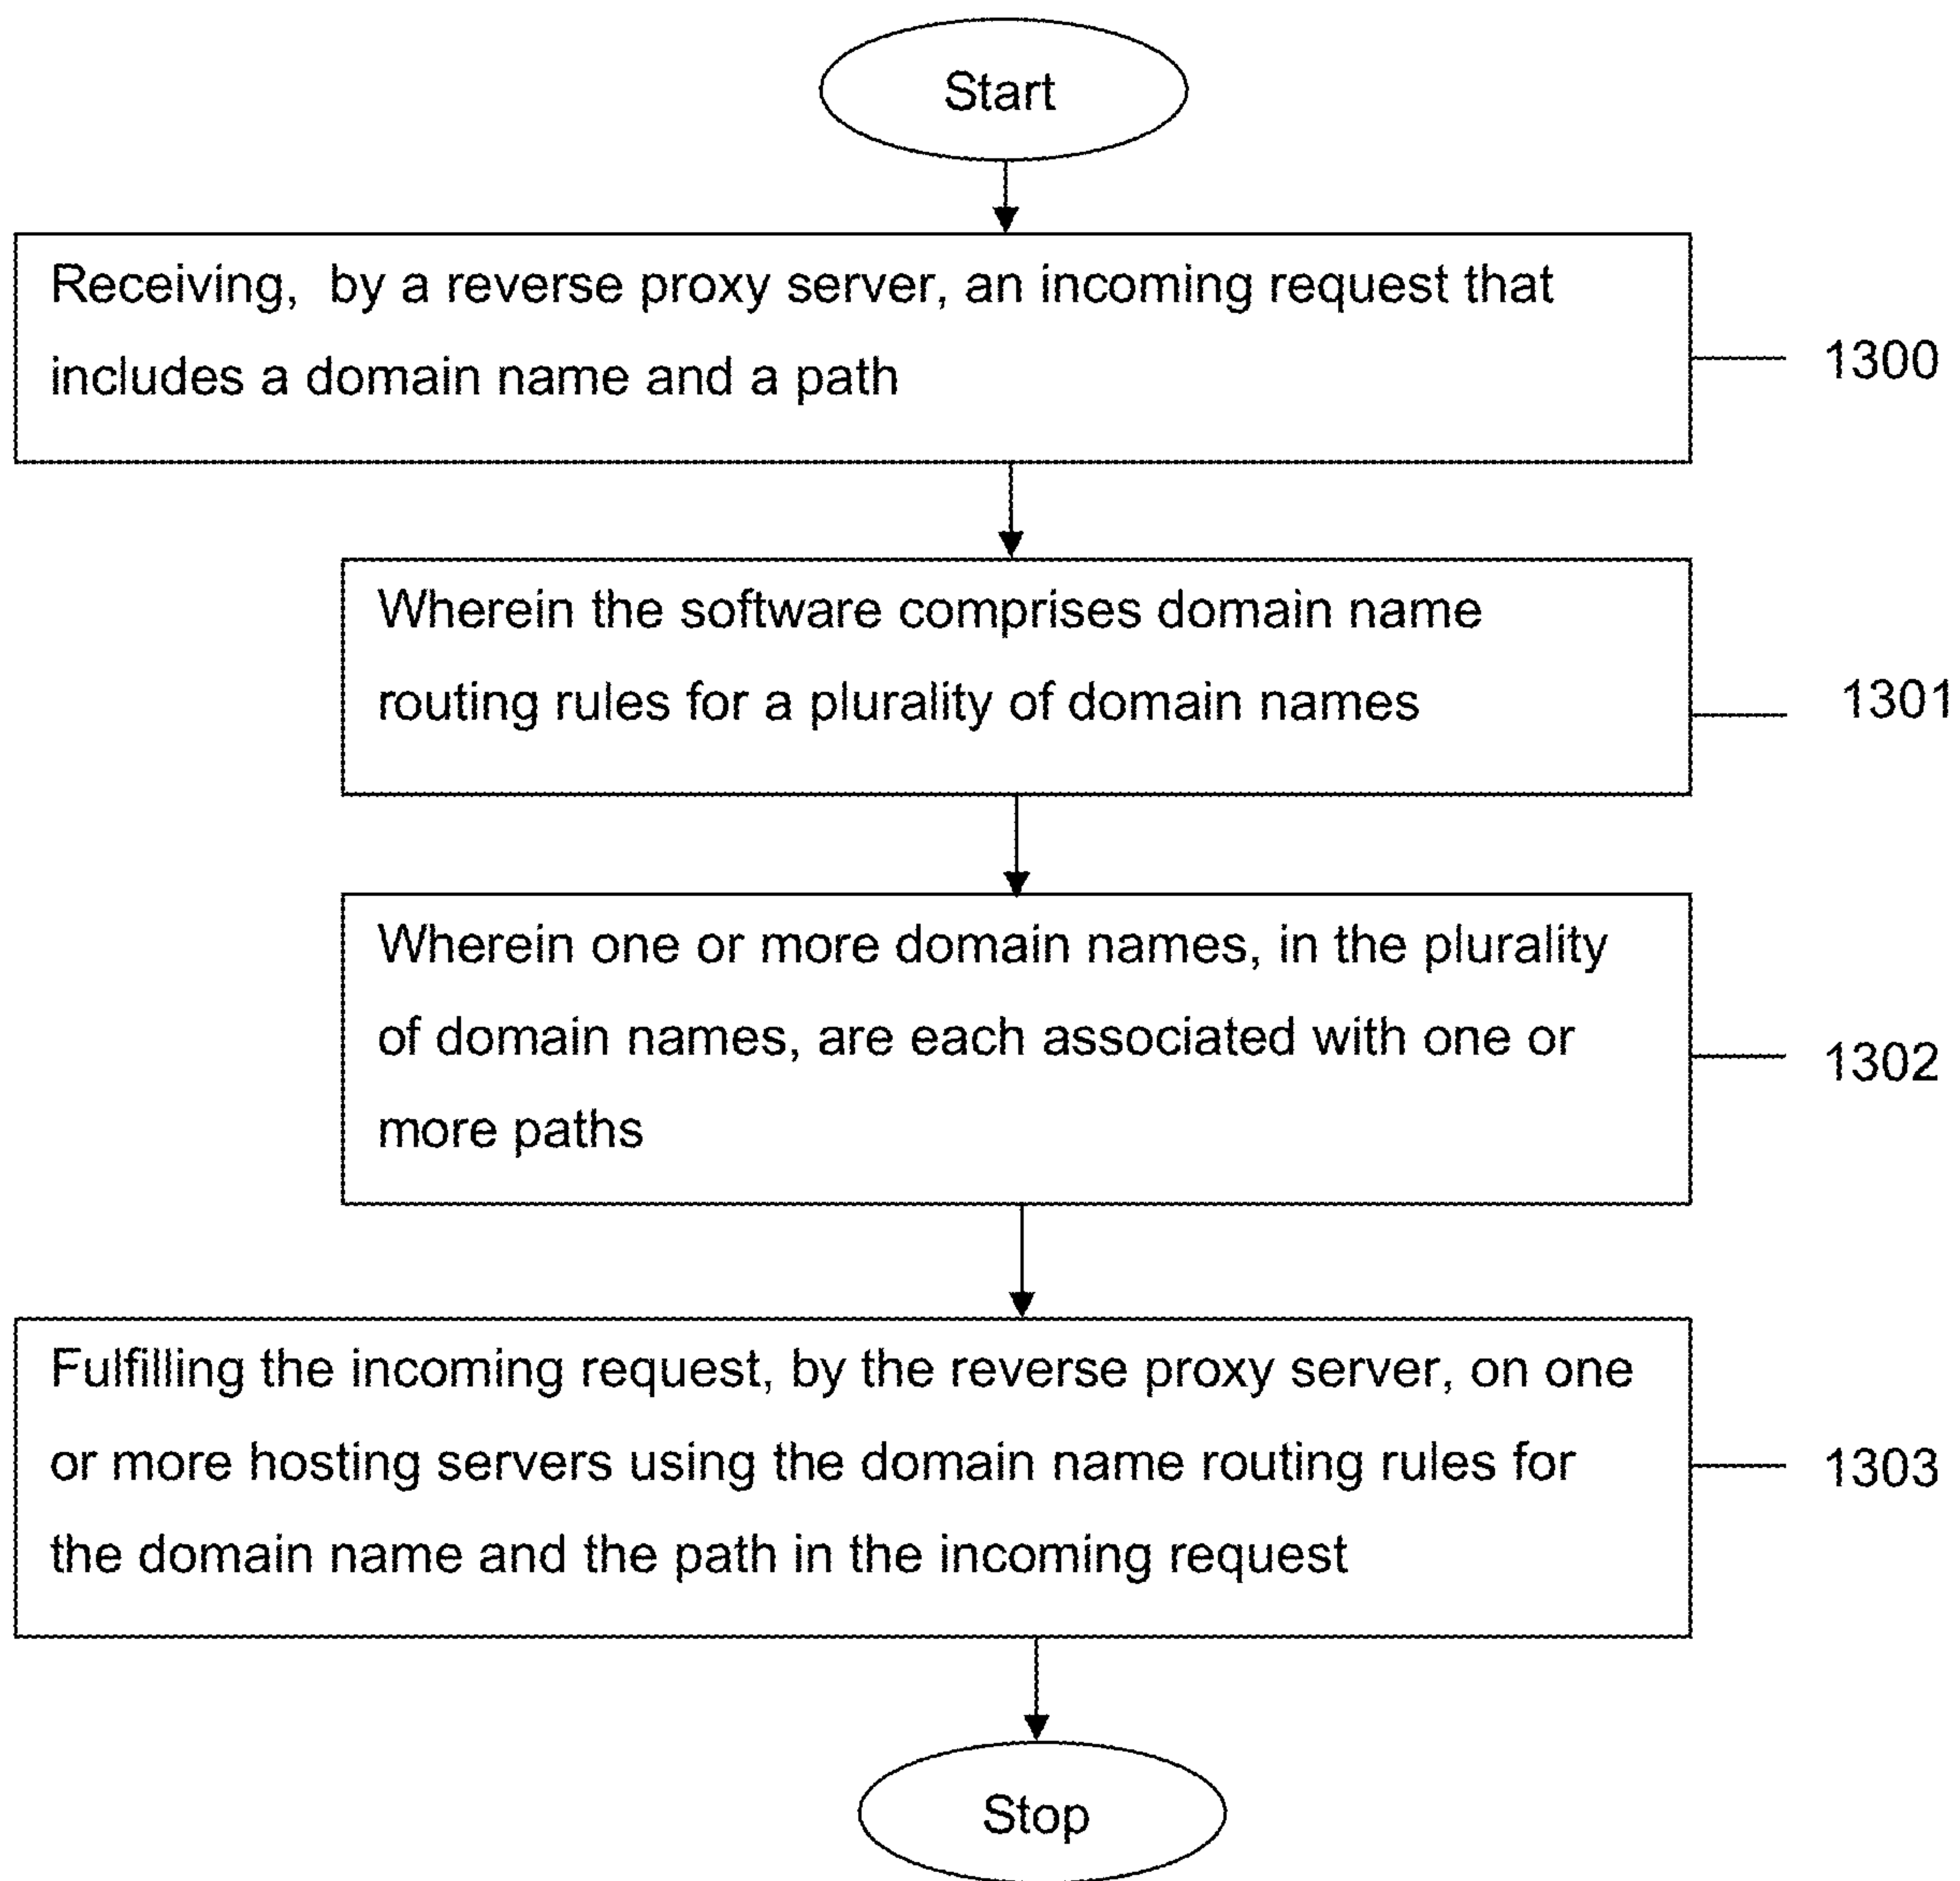 Start
Receiving, by a reverse proxy server, an incoming request that
includes a domain name and a path
1300
Wherein the software comprises domain name
routing rules for a plurality of domain names
1301
Wherein one or more domain names, in the plurality
of domain names, are each associated with one or
more paths
1302
Fulfilling the incoming request, by the reverse proxy server, on one
or more hosting servers using the domain name routing rules for
the domain name and the path in the incoming request
1303
Stop